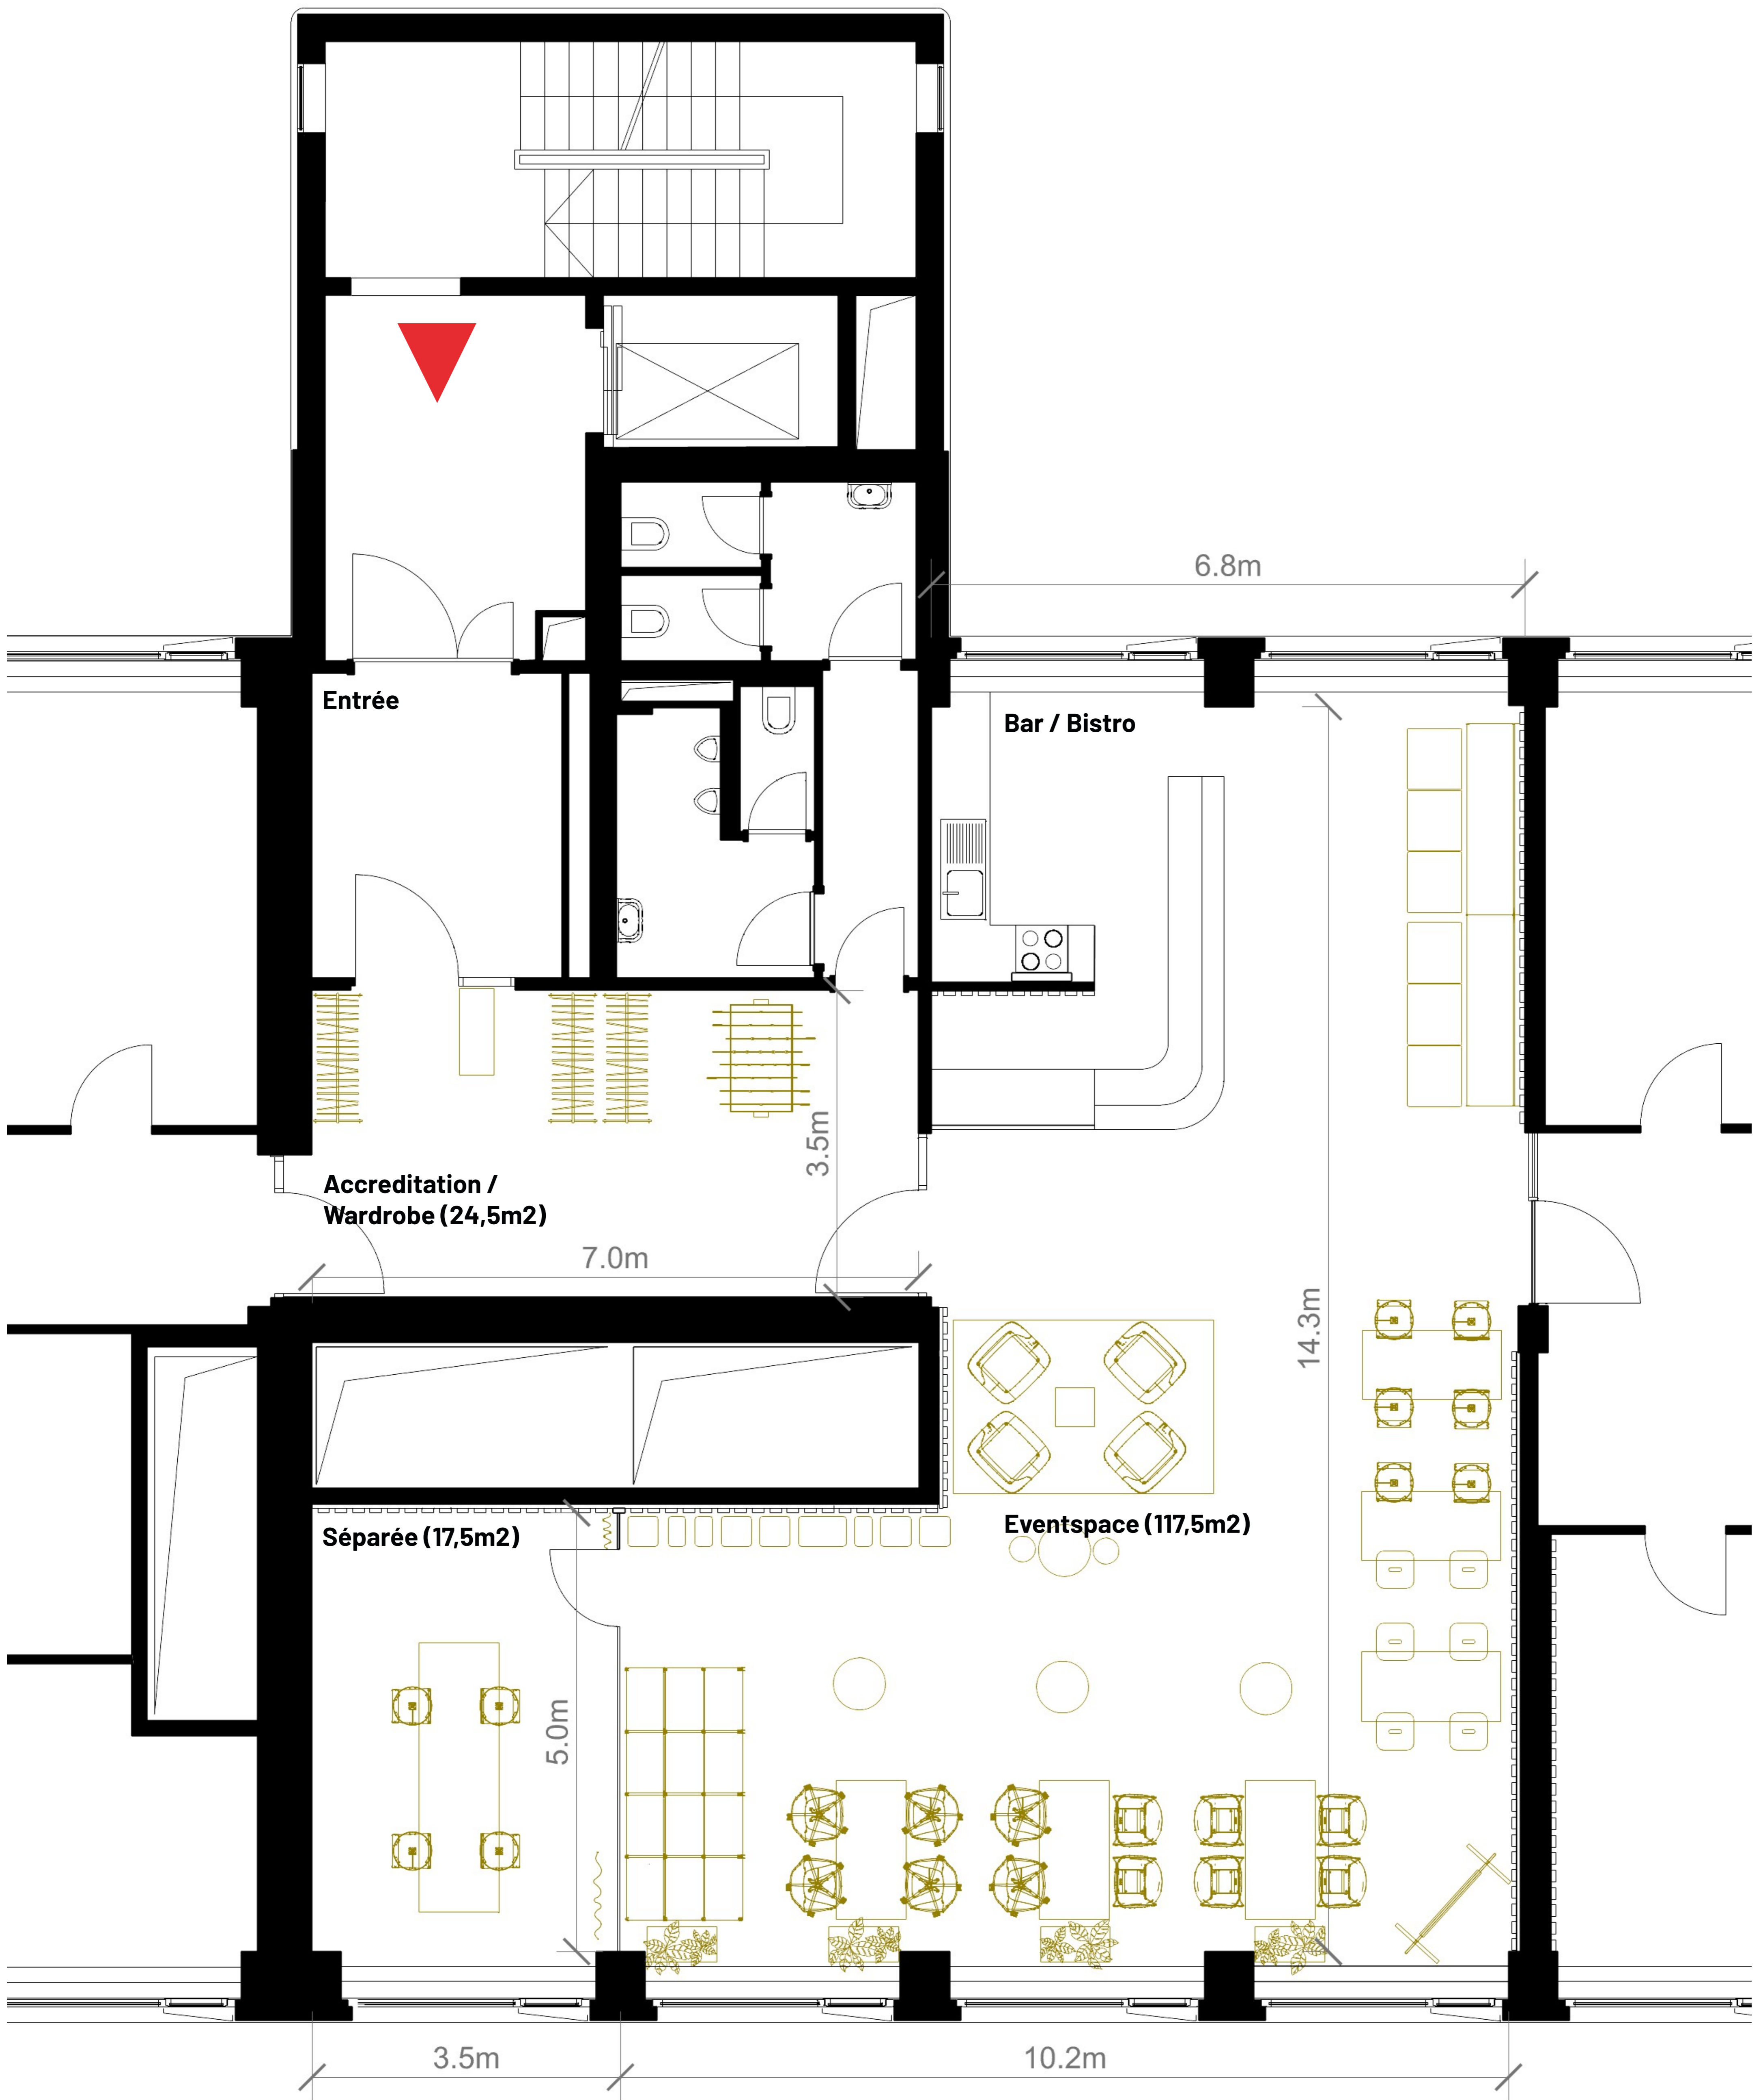 6.8m
Entrée
Bar / Bistro
3.5m
Accreditation /
Wardrobe (24,5m2)
7.0m
14.3m
Séparée (17,5m2)
Eventspace (117,5m2)
5.0m
3.5m
10.2m